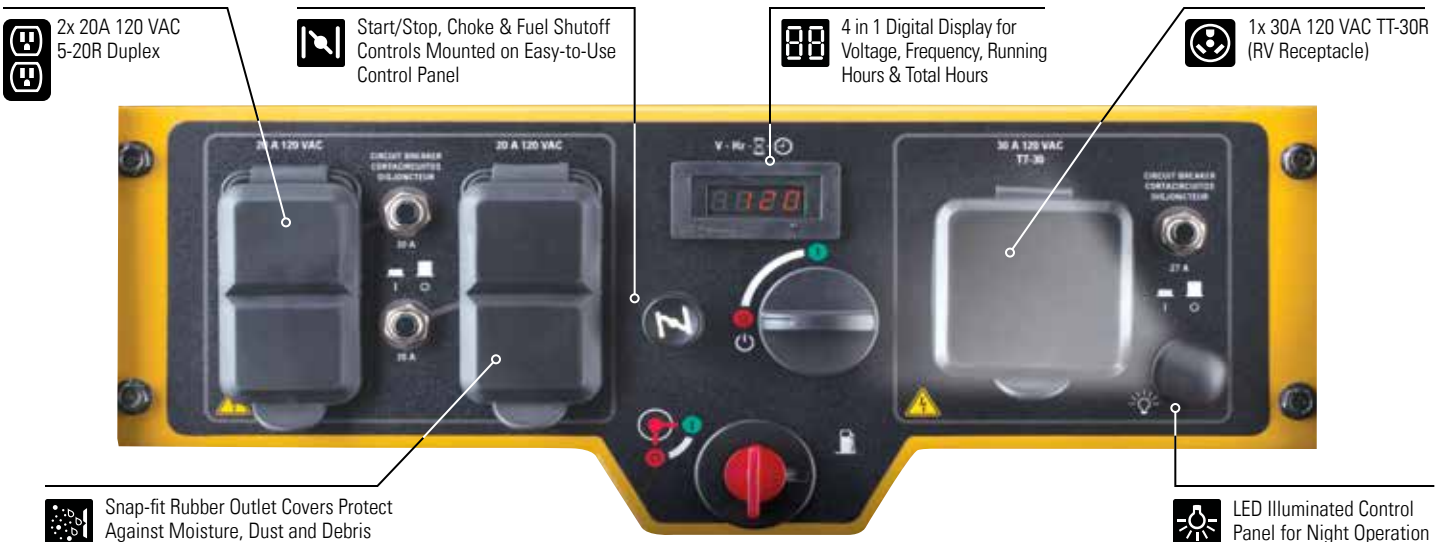 2x 20A 120 VAC
5-20R Duplex
Start/Stop, Choke & Fuel Shutoff
Controls Mounted on Easy-to-Use
Control Panel
4 in 1 Digital Display for
Voltage, Frequency, Running
Hours & Total Hours
1x 30A 120 VAC TT-30R
(RV Receptacle)
20 A 120 VAC
CIRCUIT BREAKER
CORTACIRCUITOS
DISJONCTEUR
20 A
I O
20 A
20 A 120 VAC
V - Hz -
120
30 A 120 VAC
TT-30
CIRCUIT BREAKER
CORTACIRCUITOS
DISJONCTEUR
27 A
I O
Snap-fit Rubber Outlet Covers Protect
Against Moisture, Dust and Debris
LED Illuminated Control
Panel for Night Operation